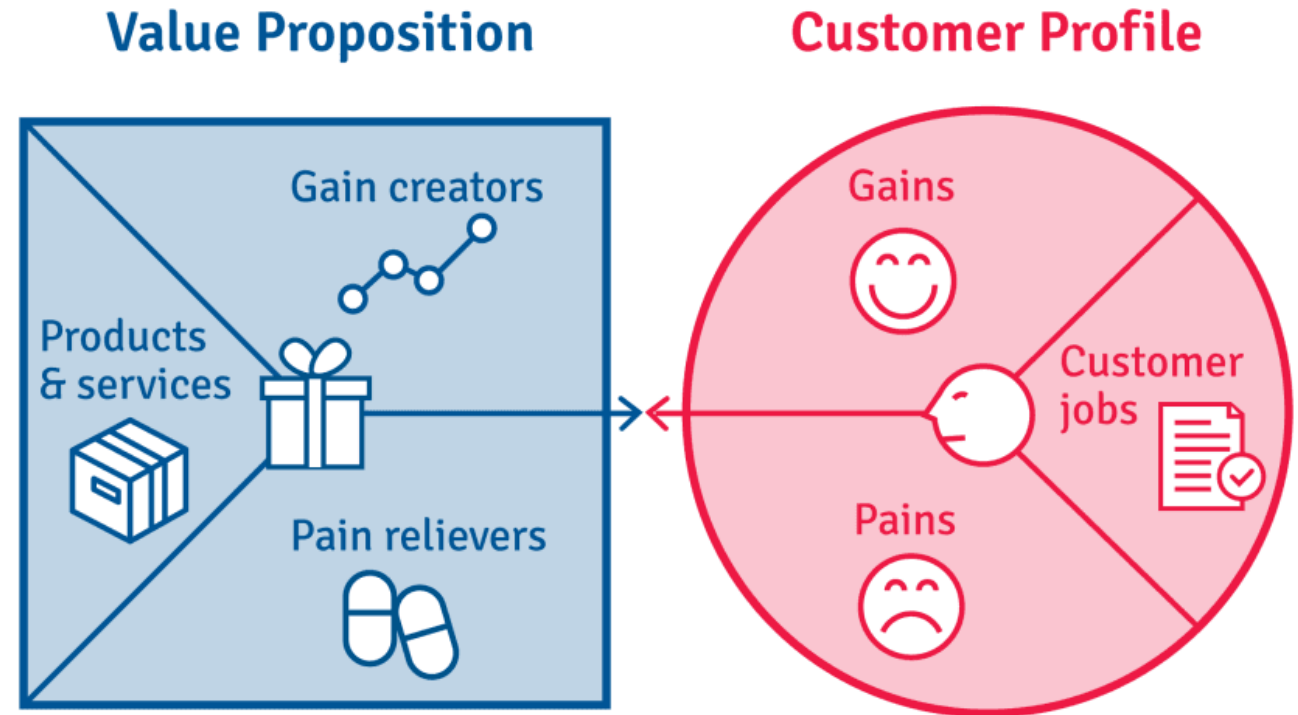 Value Proposition
Customer Profile
Gain creators
Products
& services
Pain relievers
Gains
Customer
jobs
Pains